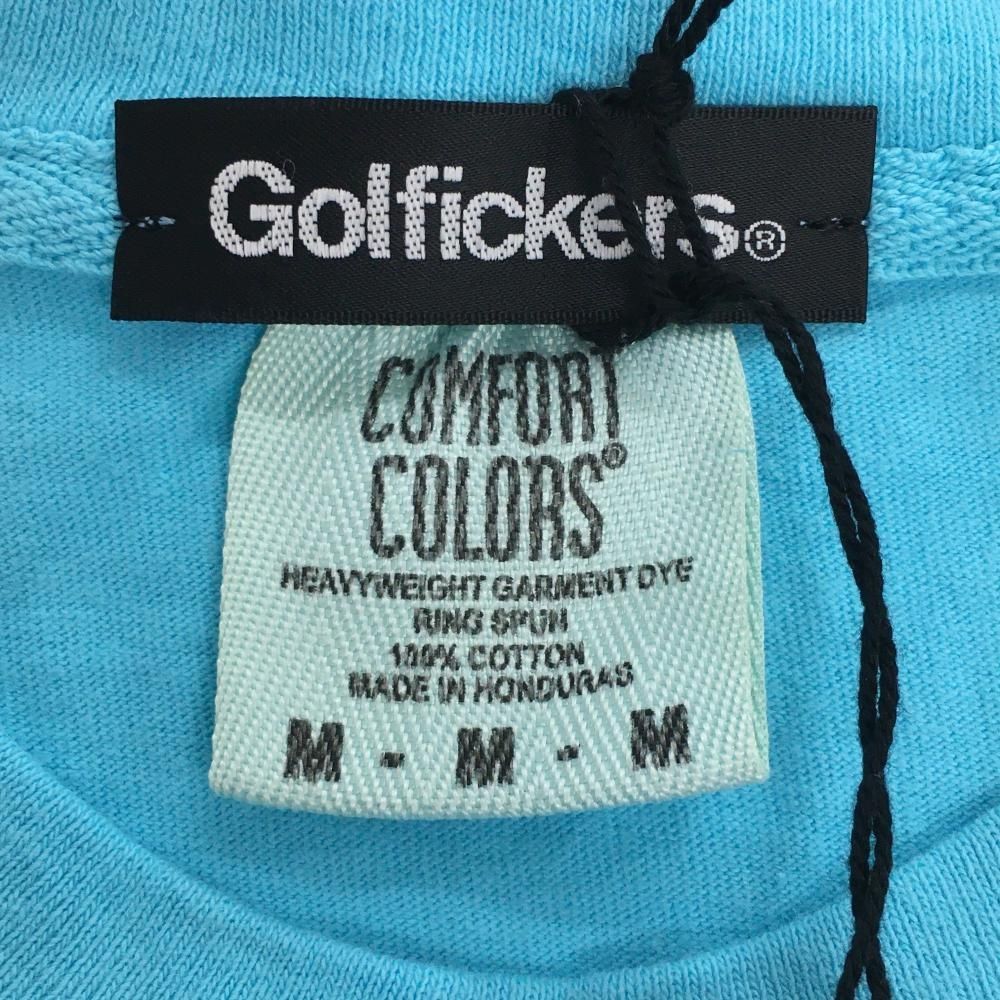 Golfickers®
COMFORT
COLORS®
HEAVYWEIGHT GARMENT DYE
RING SPUN
100% COTTON
MADE IN HONDURAS
M - M - M